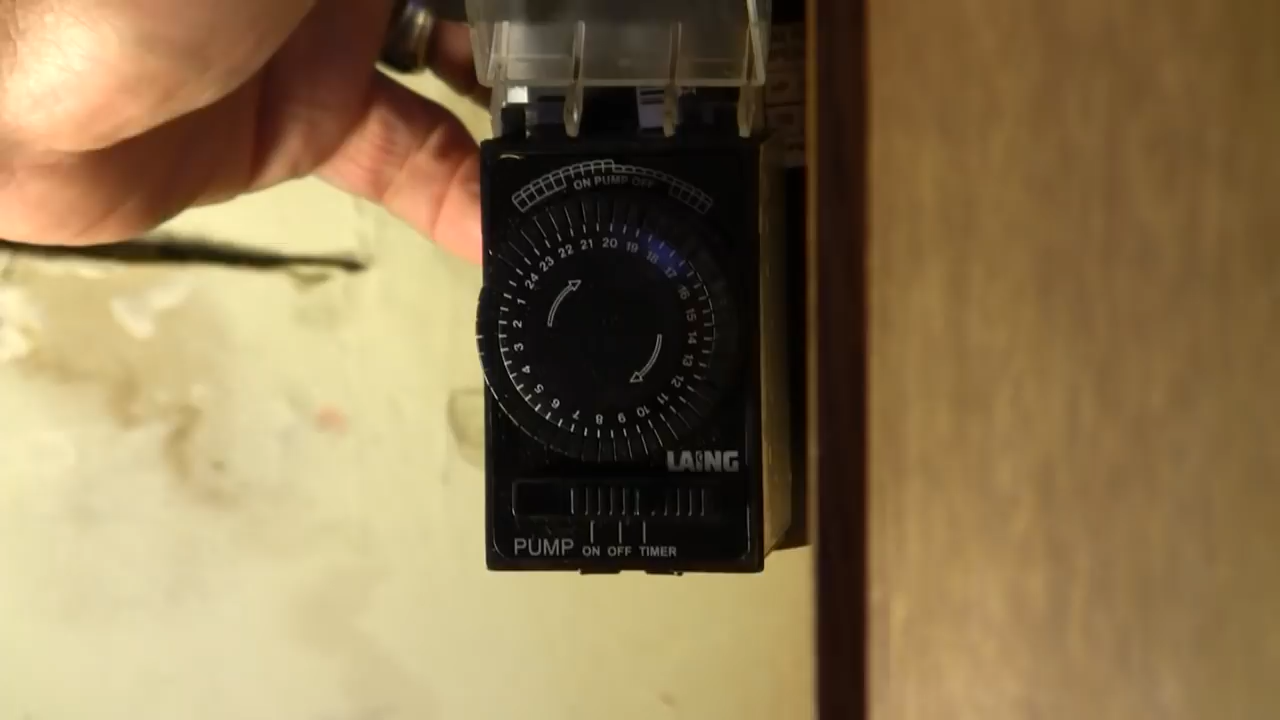 ON PUMP OFF
1 2 3 4 5 6 7 8 9 10 11 12 13 14 15 16 17 18 19 20 21 22 23 24
LAING
PUMP ON OFF TIMER